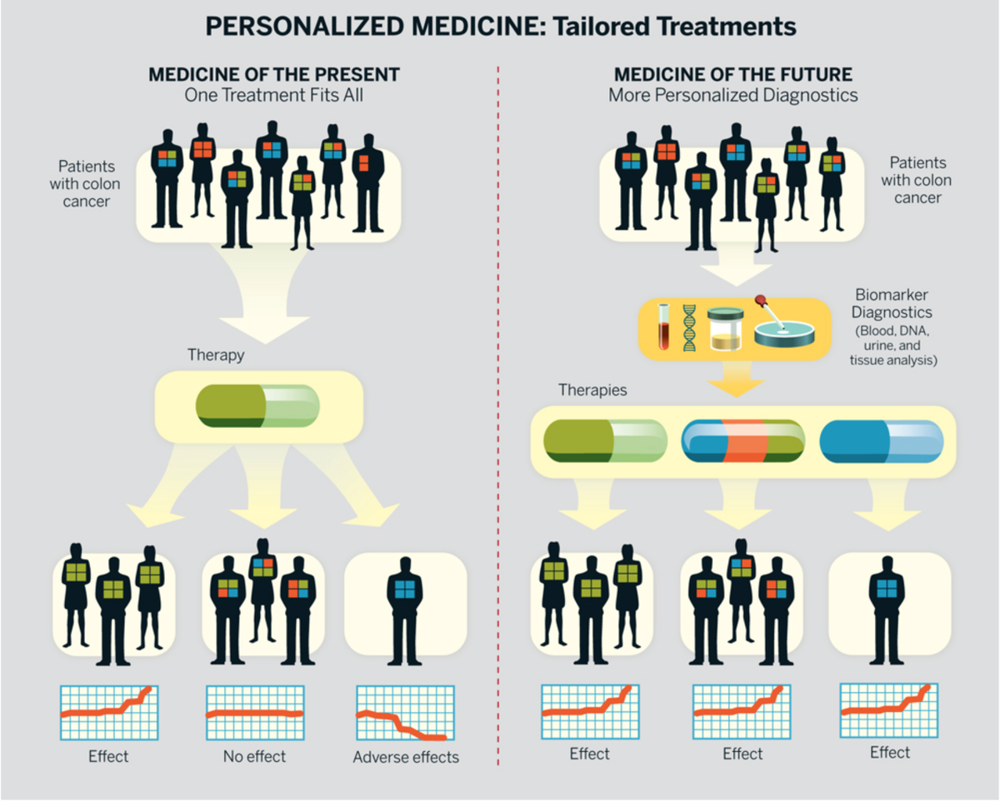 PERSONALIZED MEDICINE: Tailored Treatments
MEDICINE OF THE PRESENT
One Treatment Fits All
Patients
with colon
cancer
Therapy
Effect
No effect
Adverse effects
MEDICINE OF THE FUTURE
More Personalized Diagnostics
Patients
with colon
cancer
Biomarker
Diagnostics
(Blood, DNA,
urine, and
tissue analysis)
Therapies
Effect
Effect
Effect